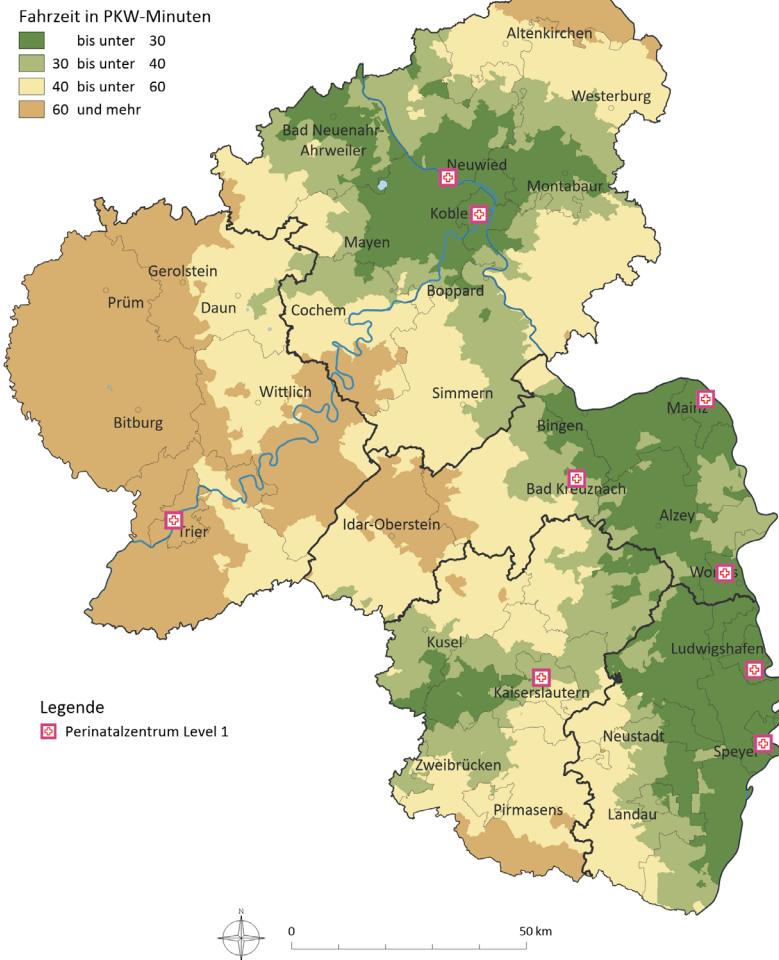 Fahrzeit in PKW-Minuten
bis unter 30
30 bis unter 40
40 bis unter 60
60 und mehr
Altenkirchen
Westerburg
Bad Neuenahr-
Ahrweiler
Neuwied
Montabaur
Koble
Mayen
Gerolstein
Prüm
Daun
Cochem
Boppard
Wittlich
Simmern
Bitburg
Mainz
Bingen
Bad Kreuznach
Alzey
Idar-Oberstein
Trier
Worms
Kusel
Ludwigshafen
Kaiserslautern
Legende
Perinatalzentrum Level 1
Neustadt
Speyer
Zweibrücken
Pirmasens
Landau
N
0 50 km